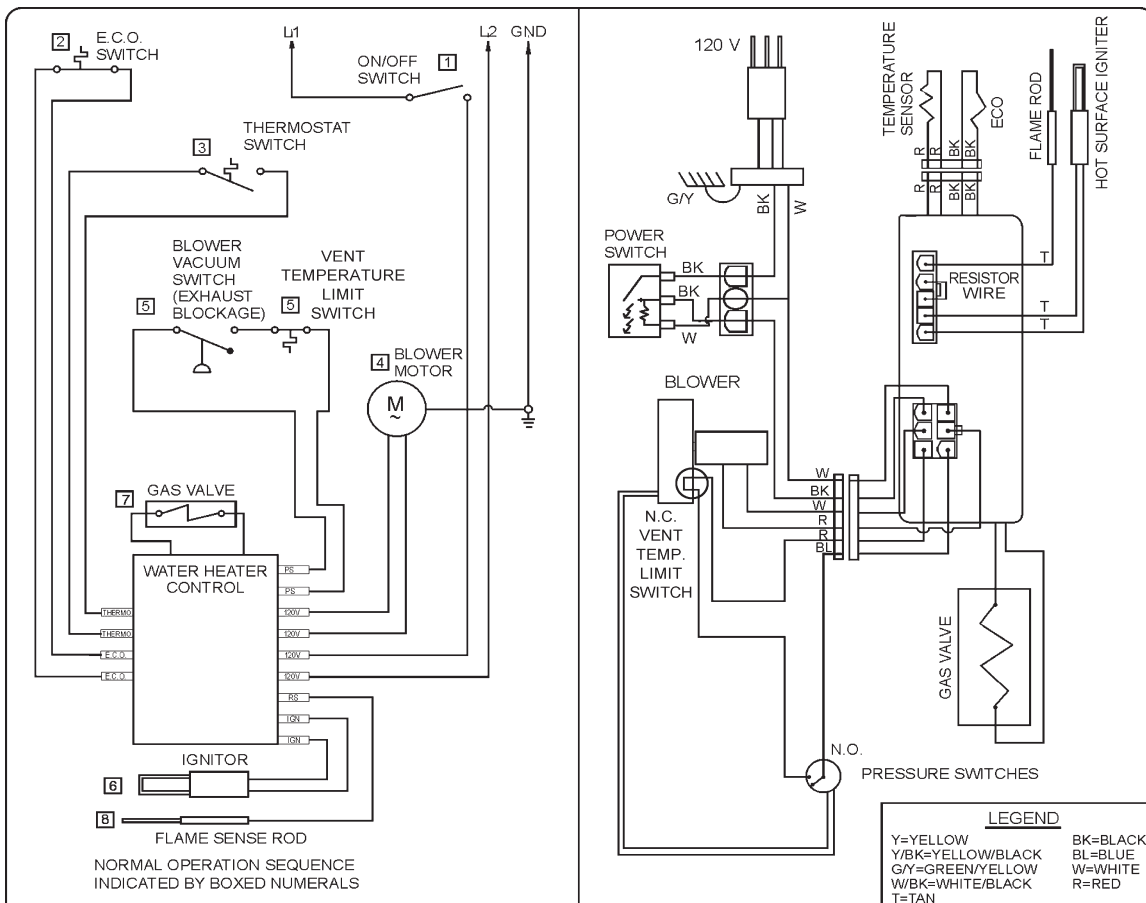 2
E.C.O.
SWITCH
L1
L2
GND
ON/OFF
SWITCH
1
THERMOSTAT
SWITCH
3
BLOWER
VACUUM
SWITCH
(EXHAUST
BLOCKAGE)
5
VENT
TEMPERATURE
LIMIT
SWITCH
5
4
BLOWER
MOTOR
M
~
7
GAS VALVE
WATER HEATER
CONTROL
THERMO
THERMO
E.C.O.
E.C.O.
PS
PS
120V
120V
120V
120V
RS
IGN
IGN
IGNITOR
6
8
FLAME SENSE ROD
NORMAL OPERATION SEQUENCE
INDICATED BY BOXED NUMERALS
120 V
G/Y
BK
W
POWER
SWITCH
BK
BK
W
TEMPERATURE
SENSOR
ECO
FLAME ROD
HOT SURFACE IGNITER
R
R
BK
BK
R
R
BK
BK
RESISTOR
WIRE
T
T
T
BLOWER
N.C.
VENT
TEMP.
LIMIT
SWITCH
W
BK
W
R
R
BL
GAS VALVE
N.O.
PRESSURE SWITCHES
LEGEND
Y=YELLOW BK=BLACK
Y/BK=YELLOW/BLACK BL=BLUE
G/Y=GREEN/YELLOW W=WHITE
W/BK=WHITE/BLACK R=RED
T=TAN